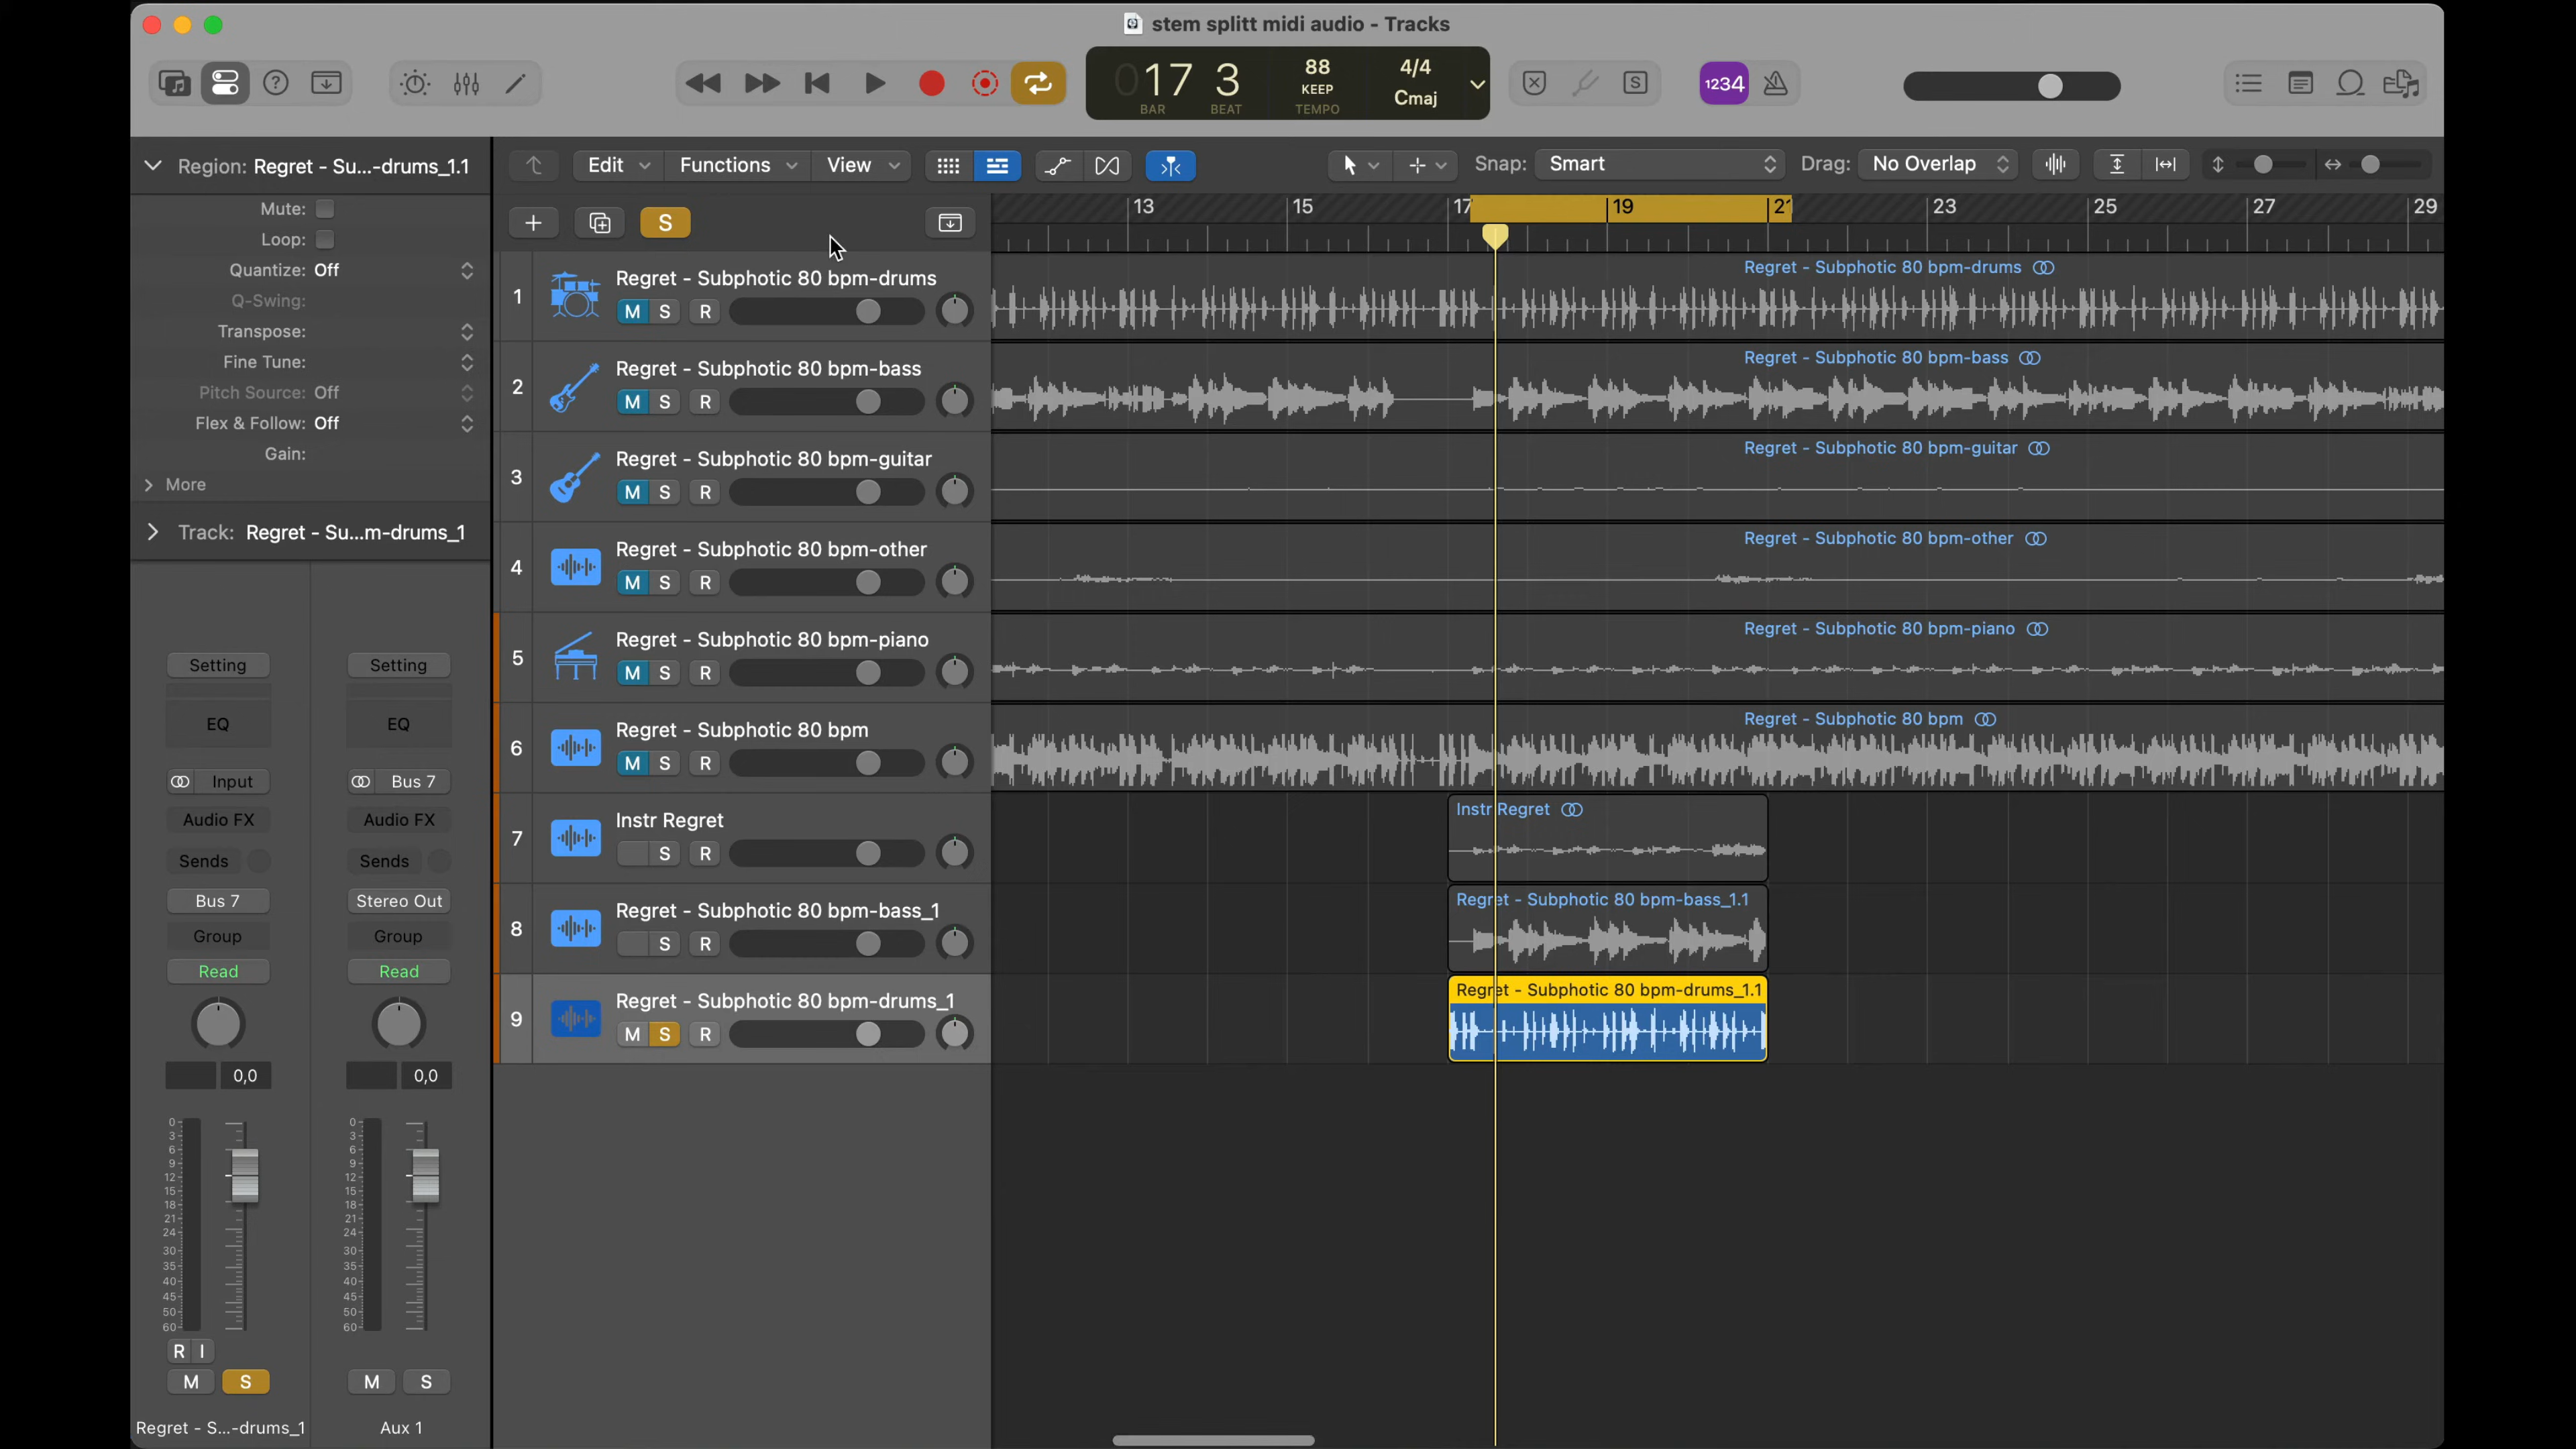 stem splitt midi audio - Tracks
017 3
BAR BEAT
88
KEEP
TEMPO
4/4
Cmaj
S
1234
Region: Regret - Su...-drums_1.1
Edit Functions View
Snap: Smart Drag: No Overlap
Mute:
Loop:
Quantize: Off
Q-Swing:
Transpose:
Fine Tune:
Pitch Source: Off
Flex & Follow: Off
Gain:
More
Track: Regret - Su...m-drums_1
S
13 15 17 19 21 23 25 27 29
1 Regret - Subphotic 80 bpm-drums
M S R
Regret - Subphotic 80 bpm-drums
2 Regret - Subphotic 80 bpm-bass
M S R
Regret - Subphotic 80 bpm-bass
3 Regret - Subphotic 80 bpm-guitar
M S R
Regret - Subphotic 80 bpm-guitar
4 Regret - Subphotic 80 bpm-other
M S R
Regret - Subphotic 80 bpm-other
5 Regret - Subphotic 80 bpm-piano
M S R
Regret - Subphotic 80 bpm-piano
6 Regret - Subphotic 80 bpm
M S R
Regret - Subphotic 80 bpm
7 Instr Regret
S R
Instr Regret
8 Regret - Subphotic 80 bpm-bass_1
S R
Regret - Subphotic 80 bpm-bass_1.1
9 Regret - Subphotic 80 bpm-drums_1
M S R
Regret - Subphotic 80 bpm-drums_1.1
Setting Setting
EQ EQ
Input Bus 7
Audio FX Audio FX
Sends Sends
Bus 7 Stereo Out
Group Group
Read Read
0,0 0,0
0 0
3 3
6 6
9 9
12 12
15 15
18 18
21 21
24 24
30 30
35 35
40 40
45 45
50 50
60 60
R I
M S M S
Regret - S...-drums_1 Aux 1